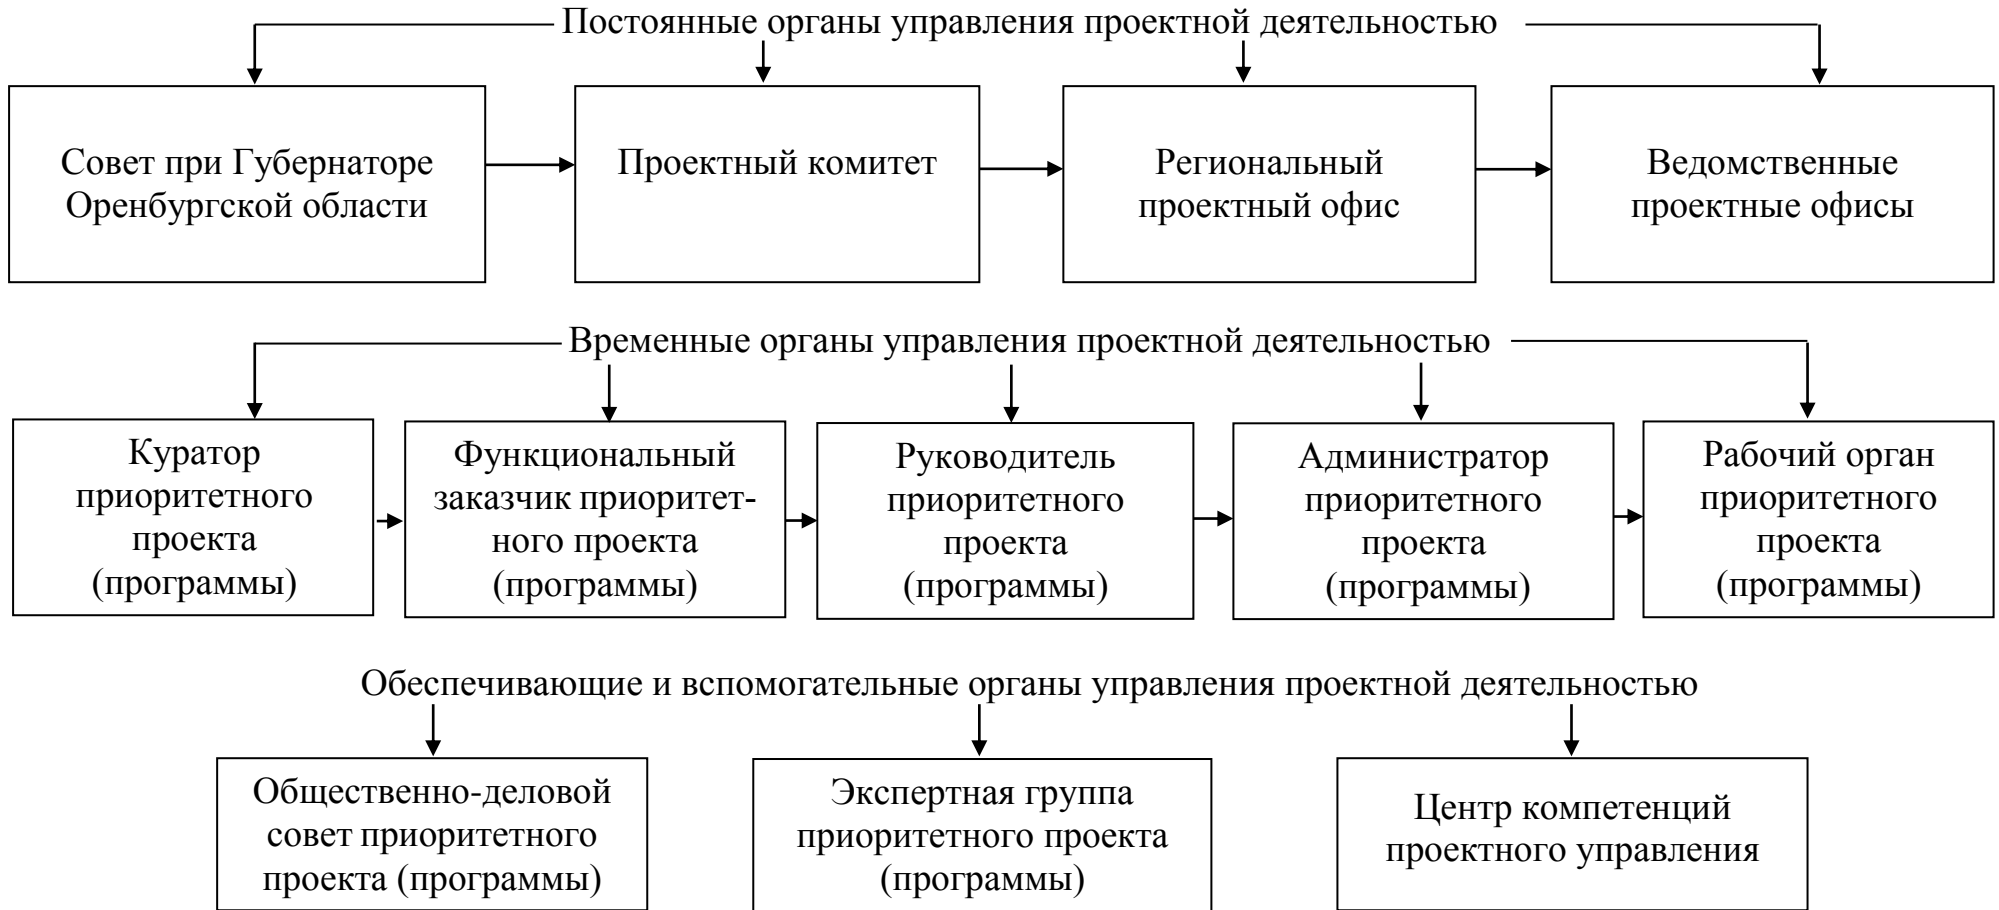 Постоянные органы управления проектной деятельностью
Совет при Губернаторе
Оренбургской области
Проектный комитет
Региональный
проектный офис
Ведомственные
проектные офисы
Временные органы управления проектной деятельностью
Куратор
приоритетного
проекта
(программы)
Функциональный
заказчик приоритет-
ного проекта
(программы)
Руководитель
приоритетного
проекта
(программы)
Администратор
приоритетного
проекта
(программы)
Рабочий орган
приоритетного
проекта
(программы)
Обеспечивающие и вспомогательные органы управления проектной деятельностью
Общественно-деловой
совет приоритетного
проекта (программы)
Экспертная группа
приоритетного проекта
(программы)
Центр компетенций
проектного управления